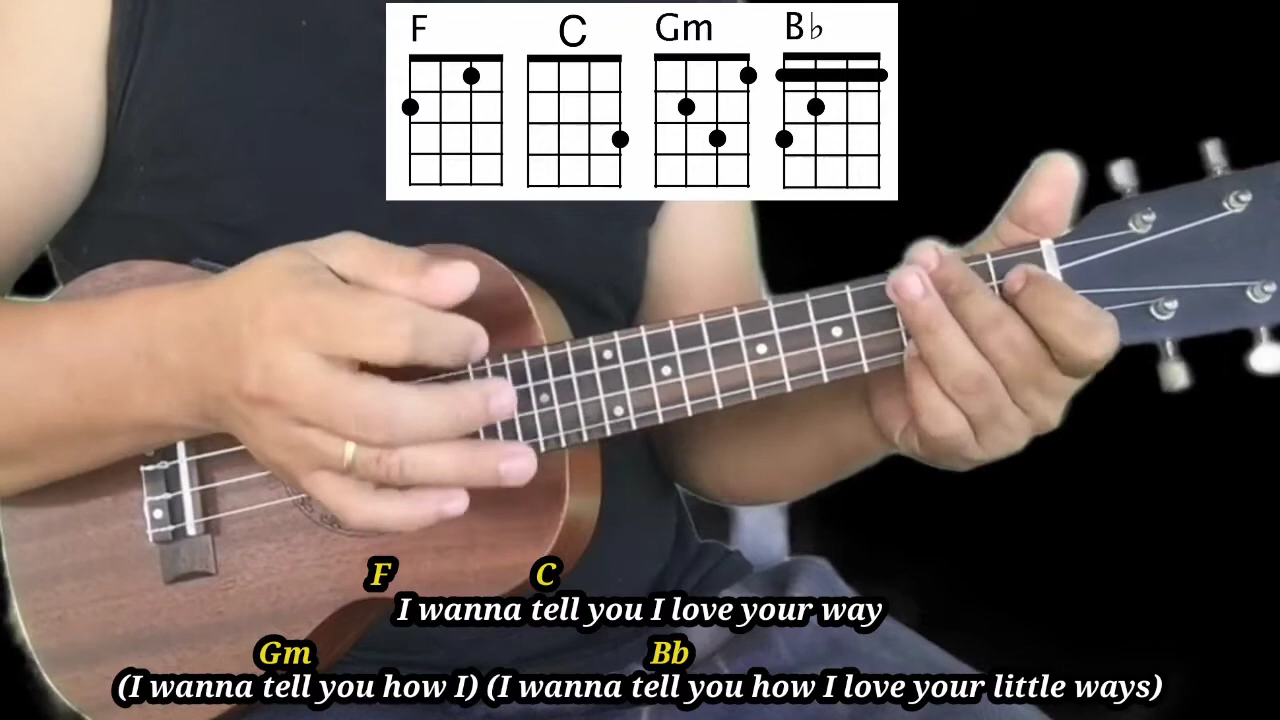 F C Gm B♭
F C
I wanna tell you I love your way
Gm Bb
(I wanna tell you how I) (I wanna tell you how I love your little ways)